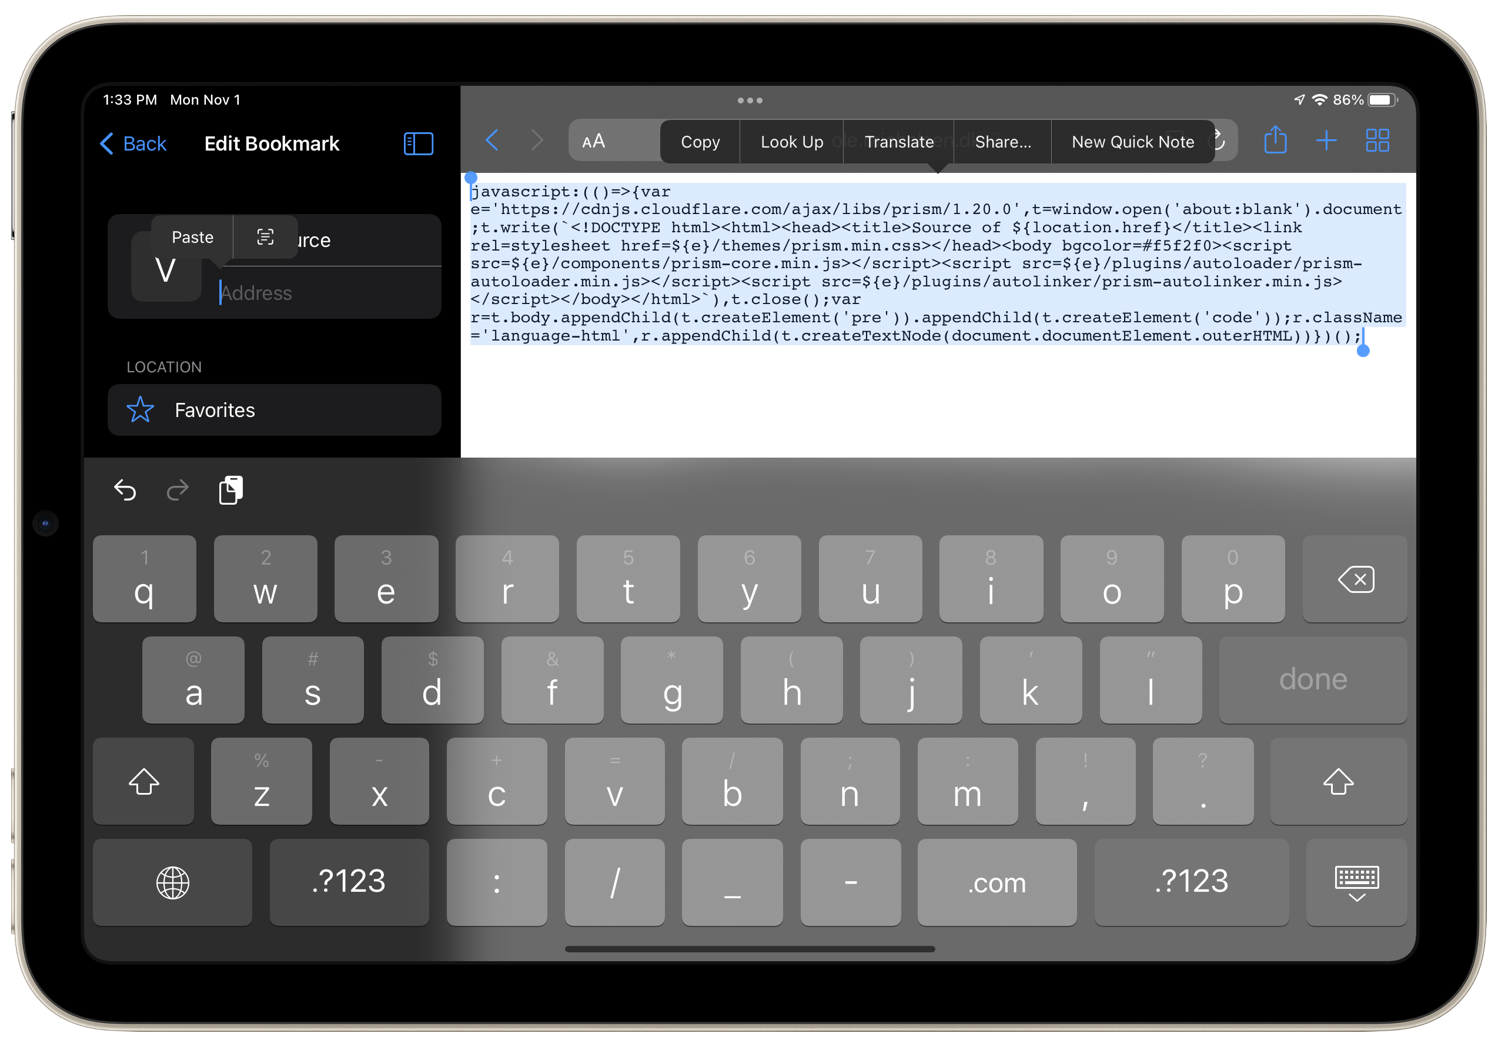 1:33 PM Mon Nov 1
86%
Back
Edit Bookmark
AA
Copy
Look Up
Translate
Share...
New Quick Note
Paste
urce
V
Address
LOCATION
Favorites
javascript:(()=>{var
e='https://cdnjs.cloudflare.com/ajax/libs/prism/1.20.0',t=window.open('about:blank').document
;t.write(`<!DOCTYPE html><html><head><title>Source of ${location.href}</title><link
rel=stylesheet href=${e}/themes/prism.min.css></head><body bgcolor=#f5f2f0><script
src=${e}/components/prism-core.min.js></script><script src=${e}/plugins/autoloader/prism-
autoloader.min.js></script><script src=${e}/plugins/autolinker/prism-autolinker.min.js>
</script></body></html>`),t.close();var
r=t.body.appendChild(t.createElement('pre')).appendChild(t.createElement('code'));r.className
='language-html',r.appendChild(t.createTextNode(document.documentElement.outerHTML))})();
1 2 3 4 5 6 7 8 9 0
q w e r t y u i o p
@ # $ & * ( ) ' "
a s d f g h j k l done
% - + = / ; : ! ?
z x c v b n m , .
.?123 : / _ - .com .?123